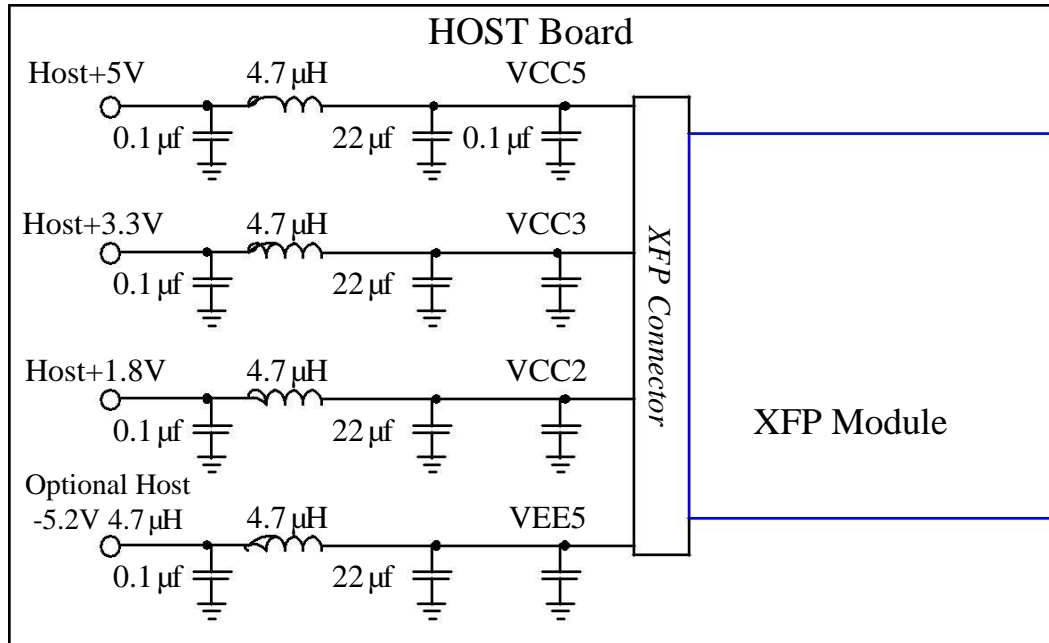 HOST Board
Host+5V 4.7 µH VCC5
0.1 µf 22 µf 0.1 µf
Host+3.3V 4.7 µH VCC3
0.1 µf 22 µf
XFP Connector
Host+1.8V 4.7 µH VCC2
0.1 µf 22 µf
XFP Module
Optional Host
-5.2V 4.7 µH 4.7 µH VEE5
0.1 µf 22 µf